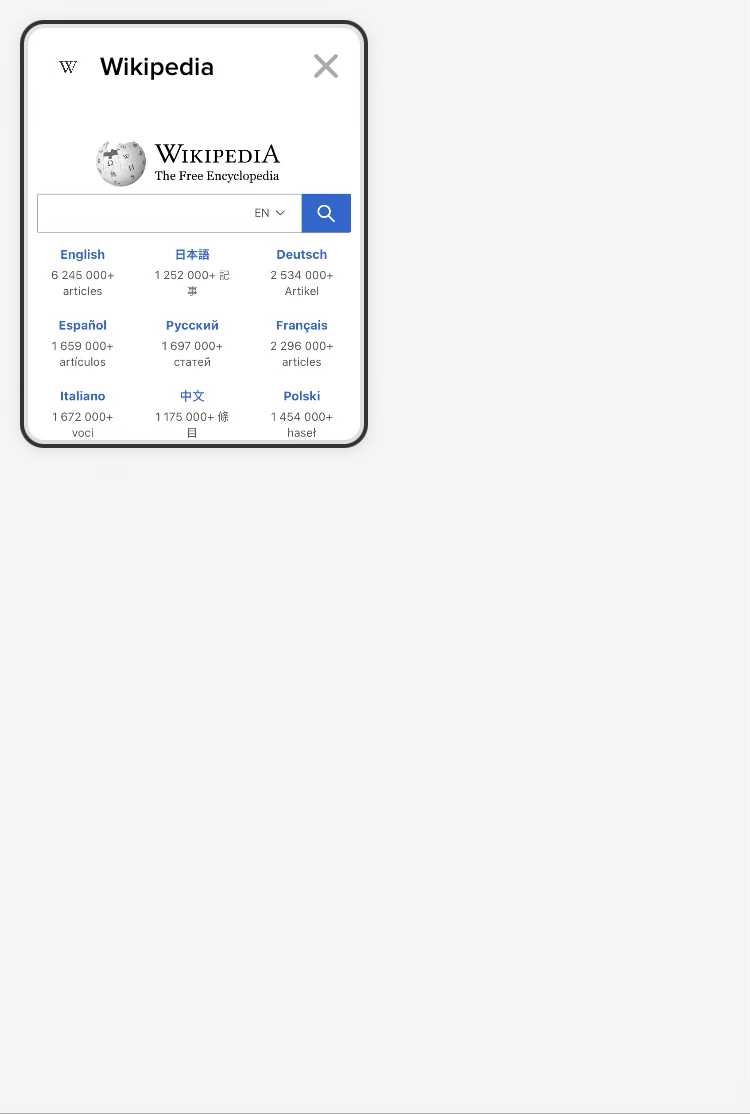 W Wikipedia
WIKIPEDIA
The Free Encyclopedia
EN
English 日本語 Deutsch
6 245 000+ 1 252 000+ 記 2 534 000+
articles 事 Artikel
Español Русский Français
1 659 000+ 1 697 000+ 2 296 000+
artículos статей articles
Italiano 中文 Polski
1 672 000+ 1 175 000+ 條 1 454 000+
voci 目 haseł